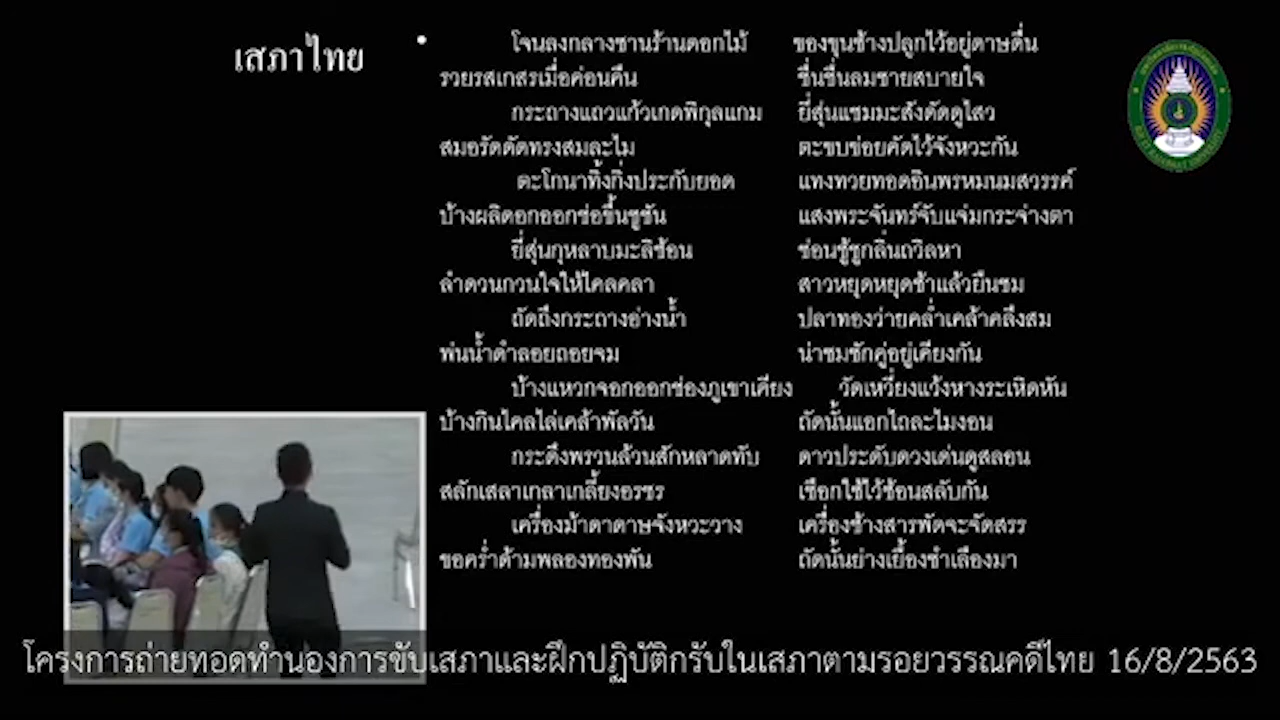 เสภาไทย
• โจนลงกลางชานร้านดอกไม้ ของขุนช้างปลูกไว้อยู่ดาษดื่น
รวยรสเกสรเมื่อค่อนคืน ชื่นชื่นลมชายสบายใจ
กระถางแถวแก้วเกดพิกุลแกม ยี่สุ่นแซมมะสังดัดดูไสว
สมอรัดดัดทรงสมละไม ตะขบข่อยคัดไว้จังหวะกัน
ตะโกนาทิ้งกิ่งประกับยอด แทงทวยทอดอินพรหมนมสวรรค์
บ้างผลิดอกออกช่อขึ้นชูชัน แสงพระจันทร์จับแจ่มกระจ่างตา
ยี่สุ่นกุหลาบมะลิซ้อน ซ่อนชู้ชูกลิ่นถวิลหา
ลำดวนกวนใจให้ไคลคลา สาวหยุดหยุดช้าแล้วยืนชม
ถัดถึงกระถางอ่างน้ำ ปลาทองว่ายคล่ำเคล้าคลึงสม
พ่นน้ำดำลอยถอยจม น่าชมชักคู่อยู่เคียงกัน
บ้างแหวกจอกออกช่องภูเขาเคียง วัดเหวี่ยงแว้งหางระเหิดหัน
บ้างกินไคลไล่เคล้าพัลวัน ถัดนั้นแอกไถละไมงอน
กระดึงพรวนล้วนสักหลาดทับ ดาวประดับดวงเด่นดูสลอน
สลักเสลาเกลาเกลี้ยงอรชร เชือกใช้ไว้ซ้อนสลับกัน
เครื่องม้าดาดาษจังหวะวาง เครื่องช้างสารพัดจะจัดสรร
ขอคร่ำด้ามพลองทองพัน ถัดนั้นย่างเยื้องชำเลืองมา
โครงการถ่ายทอดทำนองการขับเสภาและฝึกปฏิบัติกรับในเสภาตามรอยวรรณคดีไทย 16/8/2563